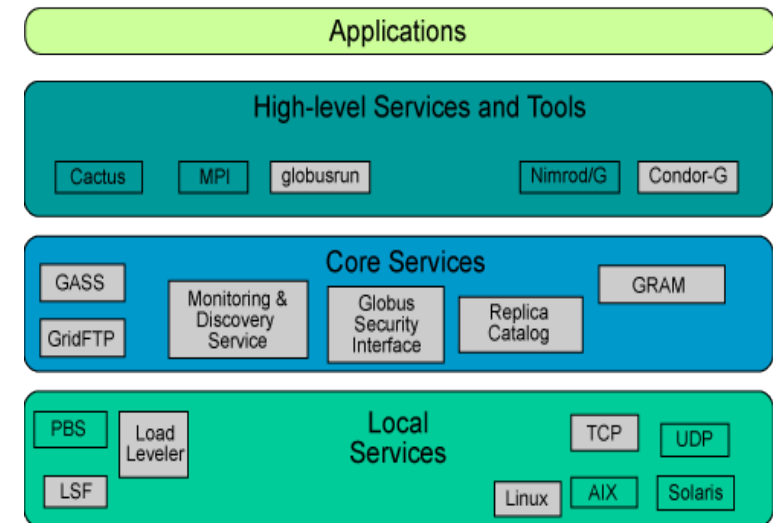 Applications
High-level Services and Tools
Cactus
MPI
globusrun
Nimrod/G
Condor-G
Core Services
GASS
GridFTP
Monitoring &
Discovery
Service
Globus
Security
Interface
Replica
Catalog
GRAM
Local
Services
PBS
Load
Leveler
LSF
TCP
UDP
Linux
AIX
Solaris